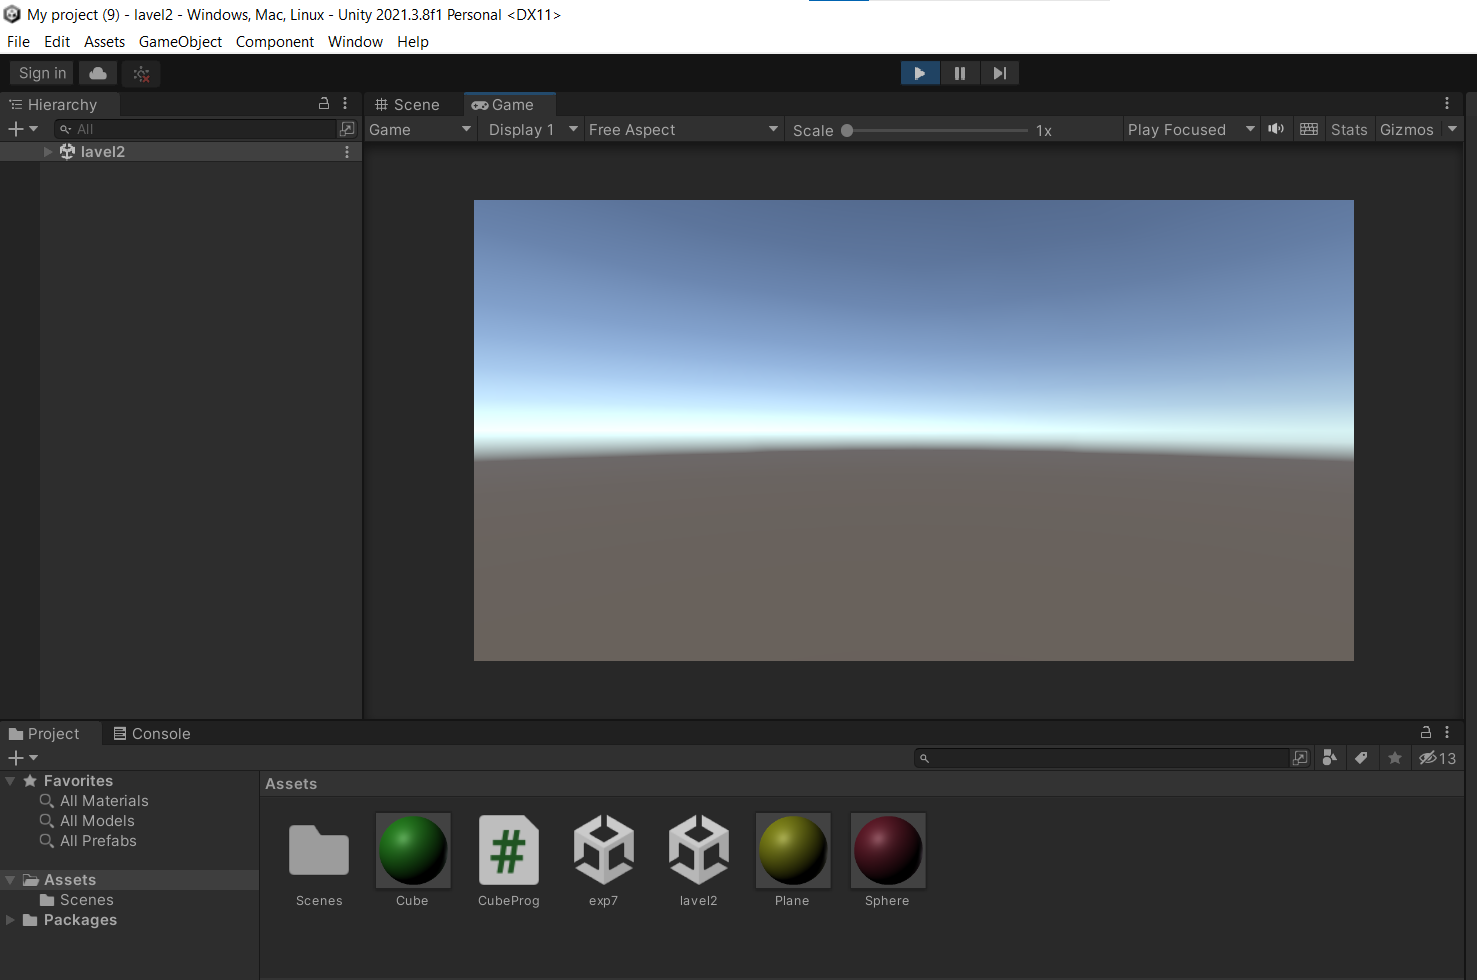 My project (9) - lavel2 - Windows, Mac, Linux - Unity 2021.3.8f1 Personal <DX11>
File Edit Assets GameObject Component Window Help
Sign in
Hierarchy
All
lavel2
Scene Game
Game Display 1 Free Aspect Scale 1x Play Focused Stats Gizmos
Project Console
13
Favorites
All Materials
All Models
All Prefabs
Assets
Scenes
Packages
Assets
Scenes Cube CubeProg exp7 lavel2 Plane Sphere